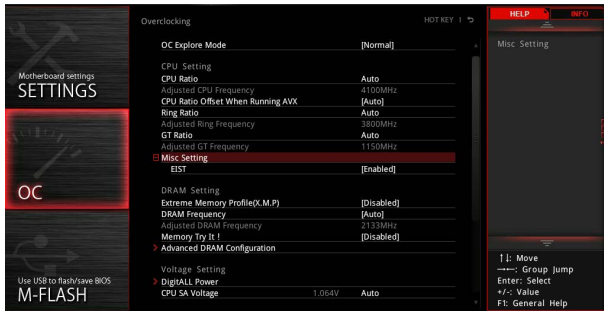 Motherboard settings
SETTINGS
OC
Use USB to flash/save BIOS
M-FLASH
Overclocking
HOT KEY
OC Explore Mode [Normal]
CPU Setting
CPU Ratio Auto
Adjusted CPU Frequency 4100MHz
CPU Ratio Offset When Running AVX [Auto]
Ring Ratio Auto
Adjusted Ring Frequency 3800MHz
GT Ratio Auto
Adjusted GT Frequency 1150MHz
Misc Setting
EIST [Enabled]
DRAM Setting
Extreme Memory Profile(X.M.P) [Disabled]
DRAM Frequency [Auto]
Adjusted DRAM Frequency 2133MHz
Memory Try It ! [Disabled]
Advanced DRAM Configuration
Voltage Setting
DigitALL Power
CPU SA Voltage 1.064V Auto
HELP
INFO
Misc Setting
↑↓: Move
→←: Group Jump
Enter: Select
+/-: Value
F1: General Help